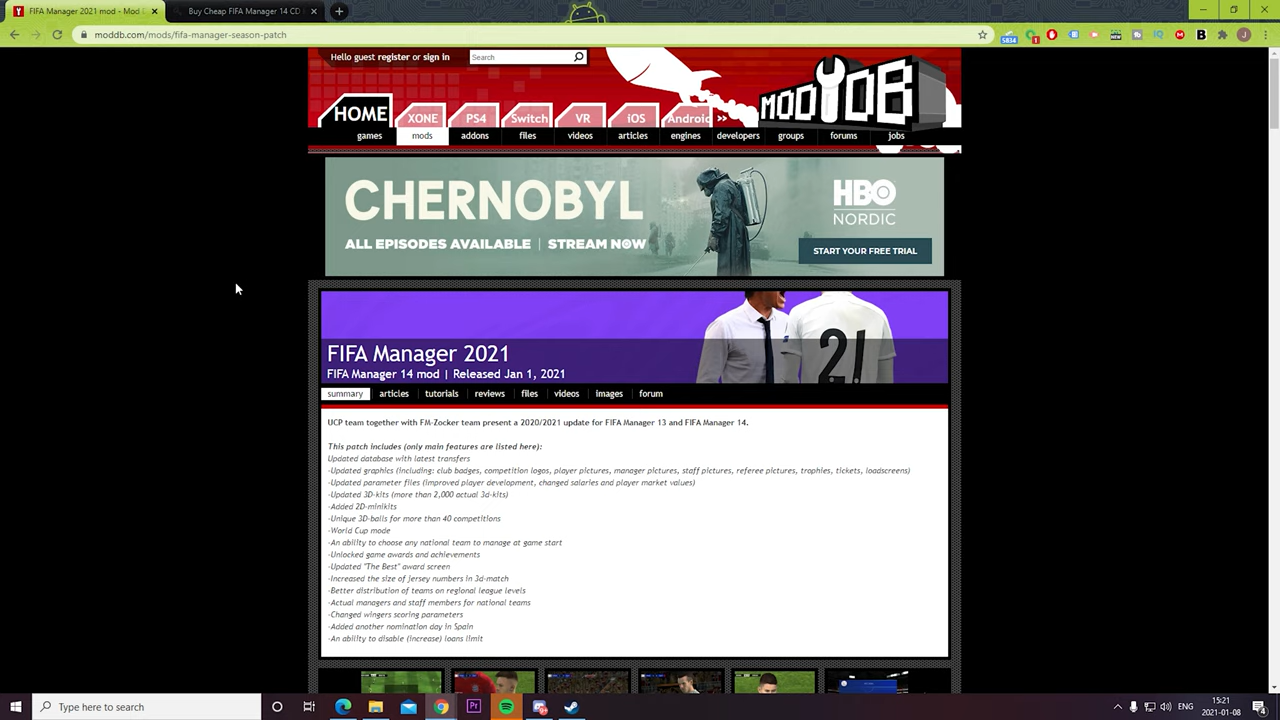 FIFA Manager 2021 mod - ModDB
Buy Cheap FIFA Manager 14 CD
moddb.com/mods/fifa-manager-season-patch
5834
Hello guest register or sign in
Search
MODDB
HOME
XONE
PS4
Switch
VR
iOS
Android
>>
games
mods
addons
files
videos
articles
engines
developers
groups
forums
jobs
CHERNOBYL
ALL EPISODES AVAILABLE | STREAM NOW
HBO
NORDIC
START YOUR FREE TRIAL
21
FIFA Manager 2021
FIFA Manager 14 mod | Released Jan 1, 2021
summary
articles
tutorials
reviews
files
videos
images
forum
UCP team together with FM-Zocker team present a 2020/2021 update for FIFA Manager 13 and FIFA Manager 14.
This patch includes (only main features are listed here):
Updated database with latest transfers
-Updated graphics (including: club badges, competition logos, player pictures, manager pictures, staff pictures, referee pictures, trophies, tickets, loadscreens)
-Updated parameter files (improved player development, changed salaries and player market values)
-Updated 3D-kits (more than 2,000 actual 3d-kits)
-Added 2D-minikits
-Unique 3D-balls for more than 40 competitions
-World Cup mode
-An ability to choose any national team to manage at game start
-Unlocked game awards and achievements
-Updated "The Best" award screen
-Increased the size of jersey numbers in 3d-match
-Better distribution of teams on regional league levels
-Actual managers and staff members for national teams
-Changed wingers scoring parameters
-Added another nomination day in Spain
-An ability to disable (increase) loans limit
Type here to search
Pr
ENG
15:21
2021-01-08